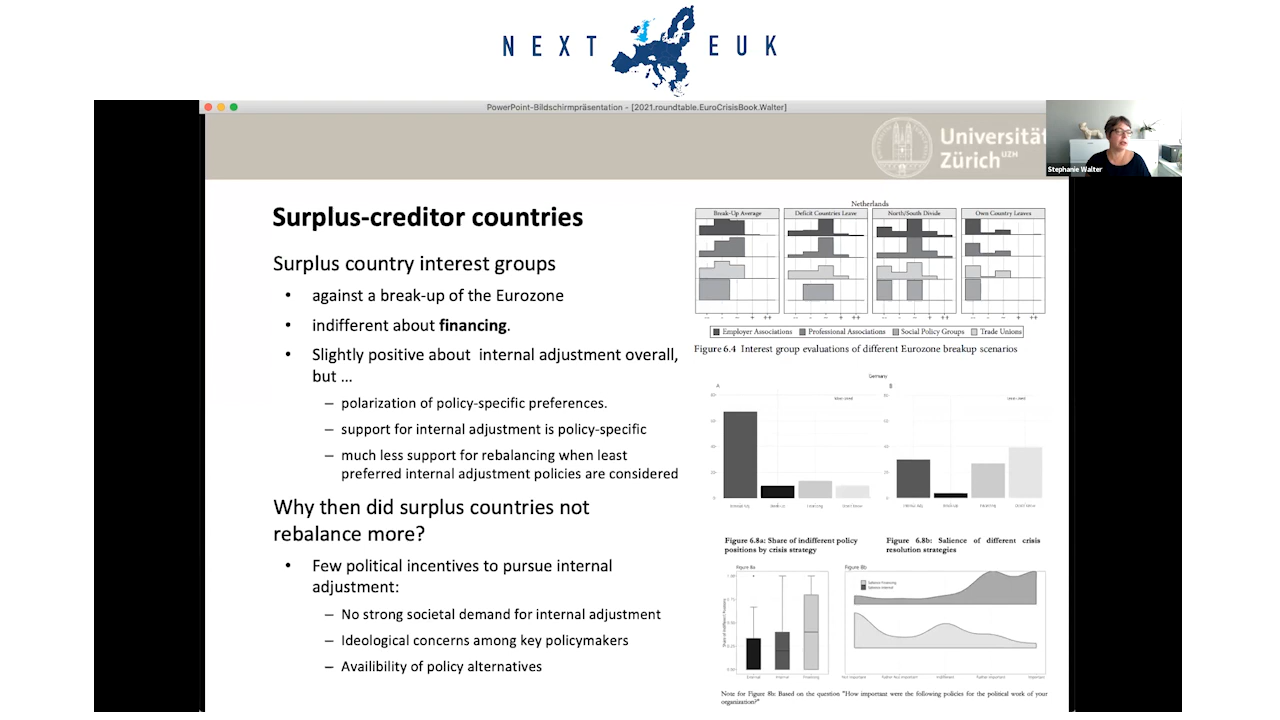 NEXT EUK
PowerPoint-Bildschirmpräsentation - [2021.roundtable.EuroCrisisBook.Walter]
Universität
Zürich UZH
Stephanie Walter
Surplus-creditor countries
Surplus country interest groups
• against a break-up of the Eurozone
• indifferent about financing.
• Slightly positive about internal adjustment overall,
but ...
– polarization of policy-specific preferences.
– support for internal adjustment is policy-specific
– much less support for rebalancing when least
preferred internal adjustment policies are considered
Why then did surplus countries not
rebalance more?
• Few political incentives to pursue internal
adjustment:
– No strong societal demand for internal adjustment
– Ideological concerns among key policymakers
– Availibility of policy alternatives
Netherlands
Break-Up Average Deficit Countries Leave North/South Divide Own Country Leaves
Employer Associations Professional Associations Social Policy Groups Trade Unions
Figure 6.4 Interest group evaluations of different Eurozone breakup scenarios
Germany
A B
Figure 6.8a: Share of indifferent policy
positions by crisis strategy
Figure 6.8b: Salience of different crisis
resolution strategies
Figure 8a Figure 8b
Note for Figure 8b: Based on the question "How important were the following policies for the political work of your
organization?"